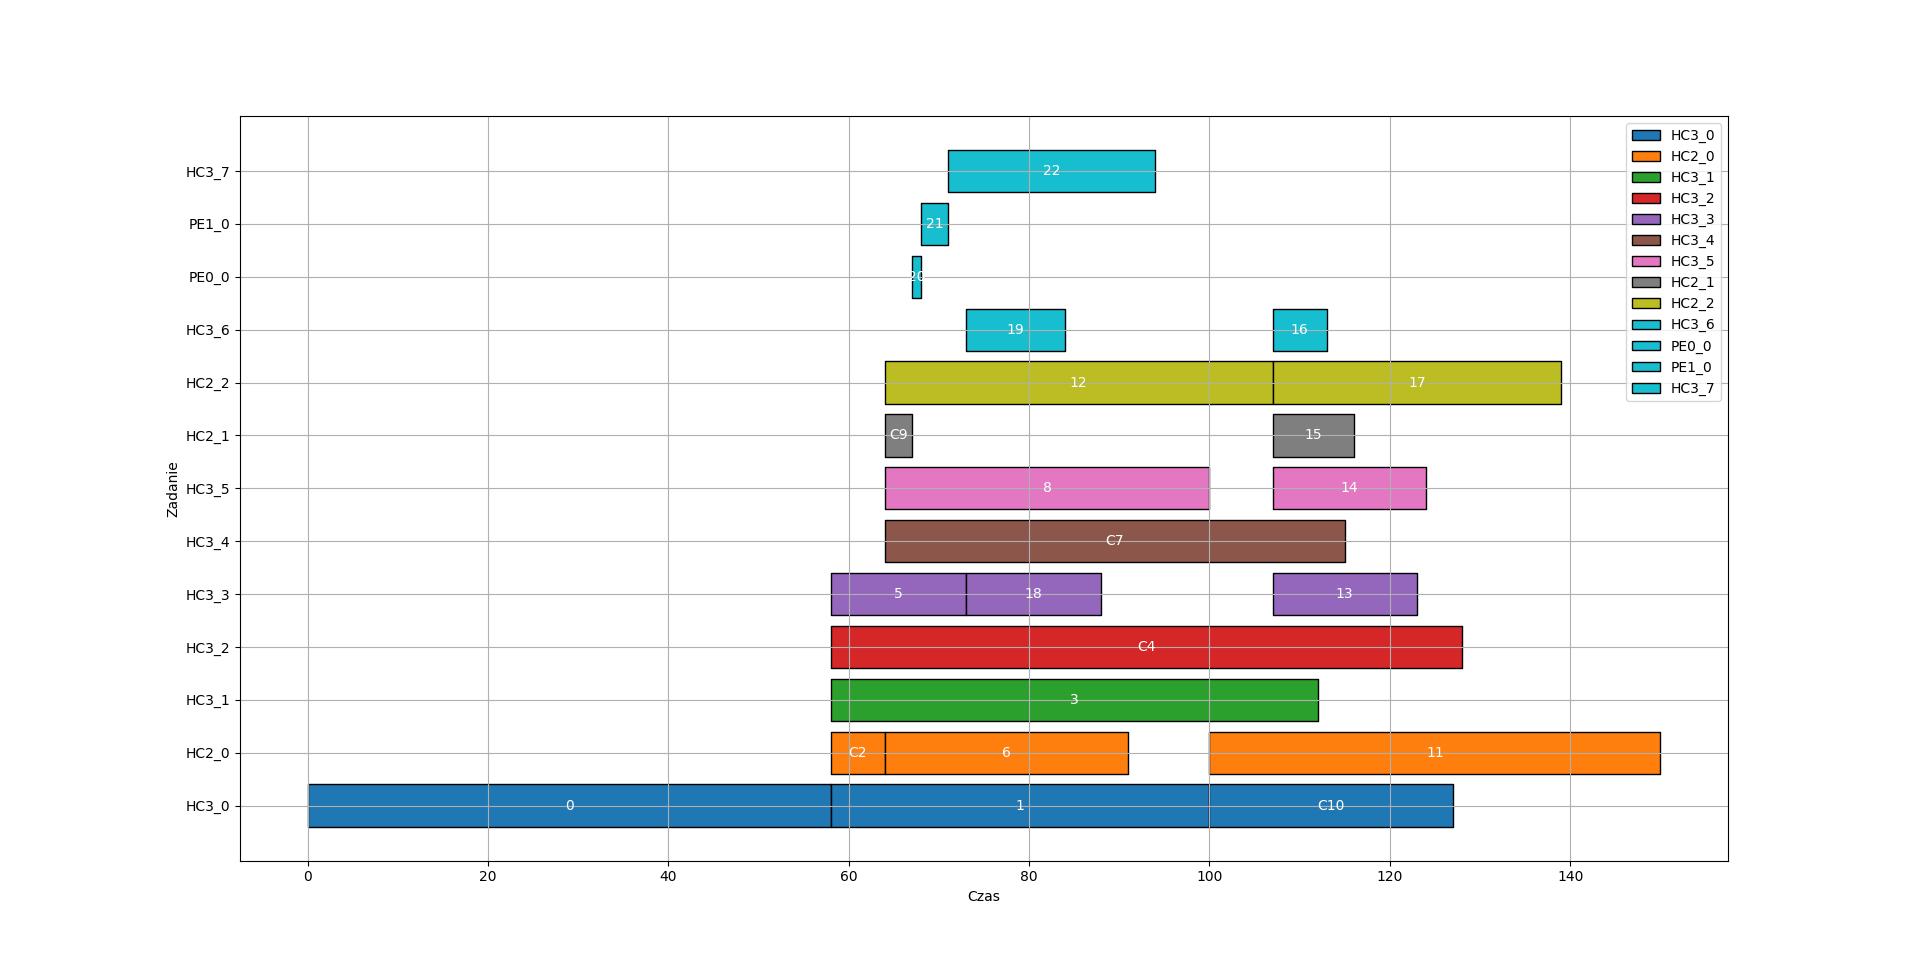 HC3_7
22
PE1_0
21
PE0_0
20
HC3_6
19
16
HC2_2
12
17
HC2_1
C9
15
HC3_5
8
14
HC3_4
C7
HC3_3
5
18
13
HC3_2
C4
HC3_1
3
HC2_0
C2
6
11
HC3_0
0
1
C10
Zadanie
0
20
40
60
80
100
120
140
Czas
HC3_0
HC2_0
HC3_1
HC3_2
HC3_3
HC3_4
HC3_5
HC2_1
HC2_2
HC3_6
PE0_0
PE1_0
HC3_7